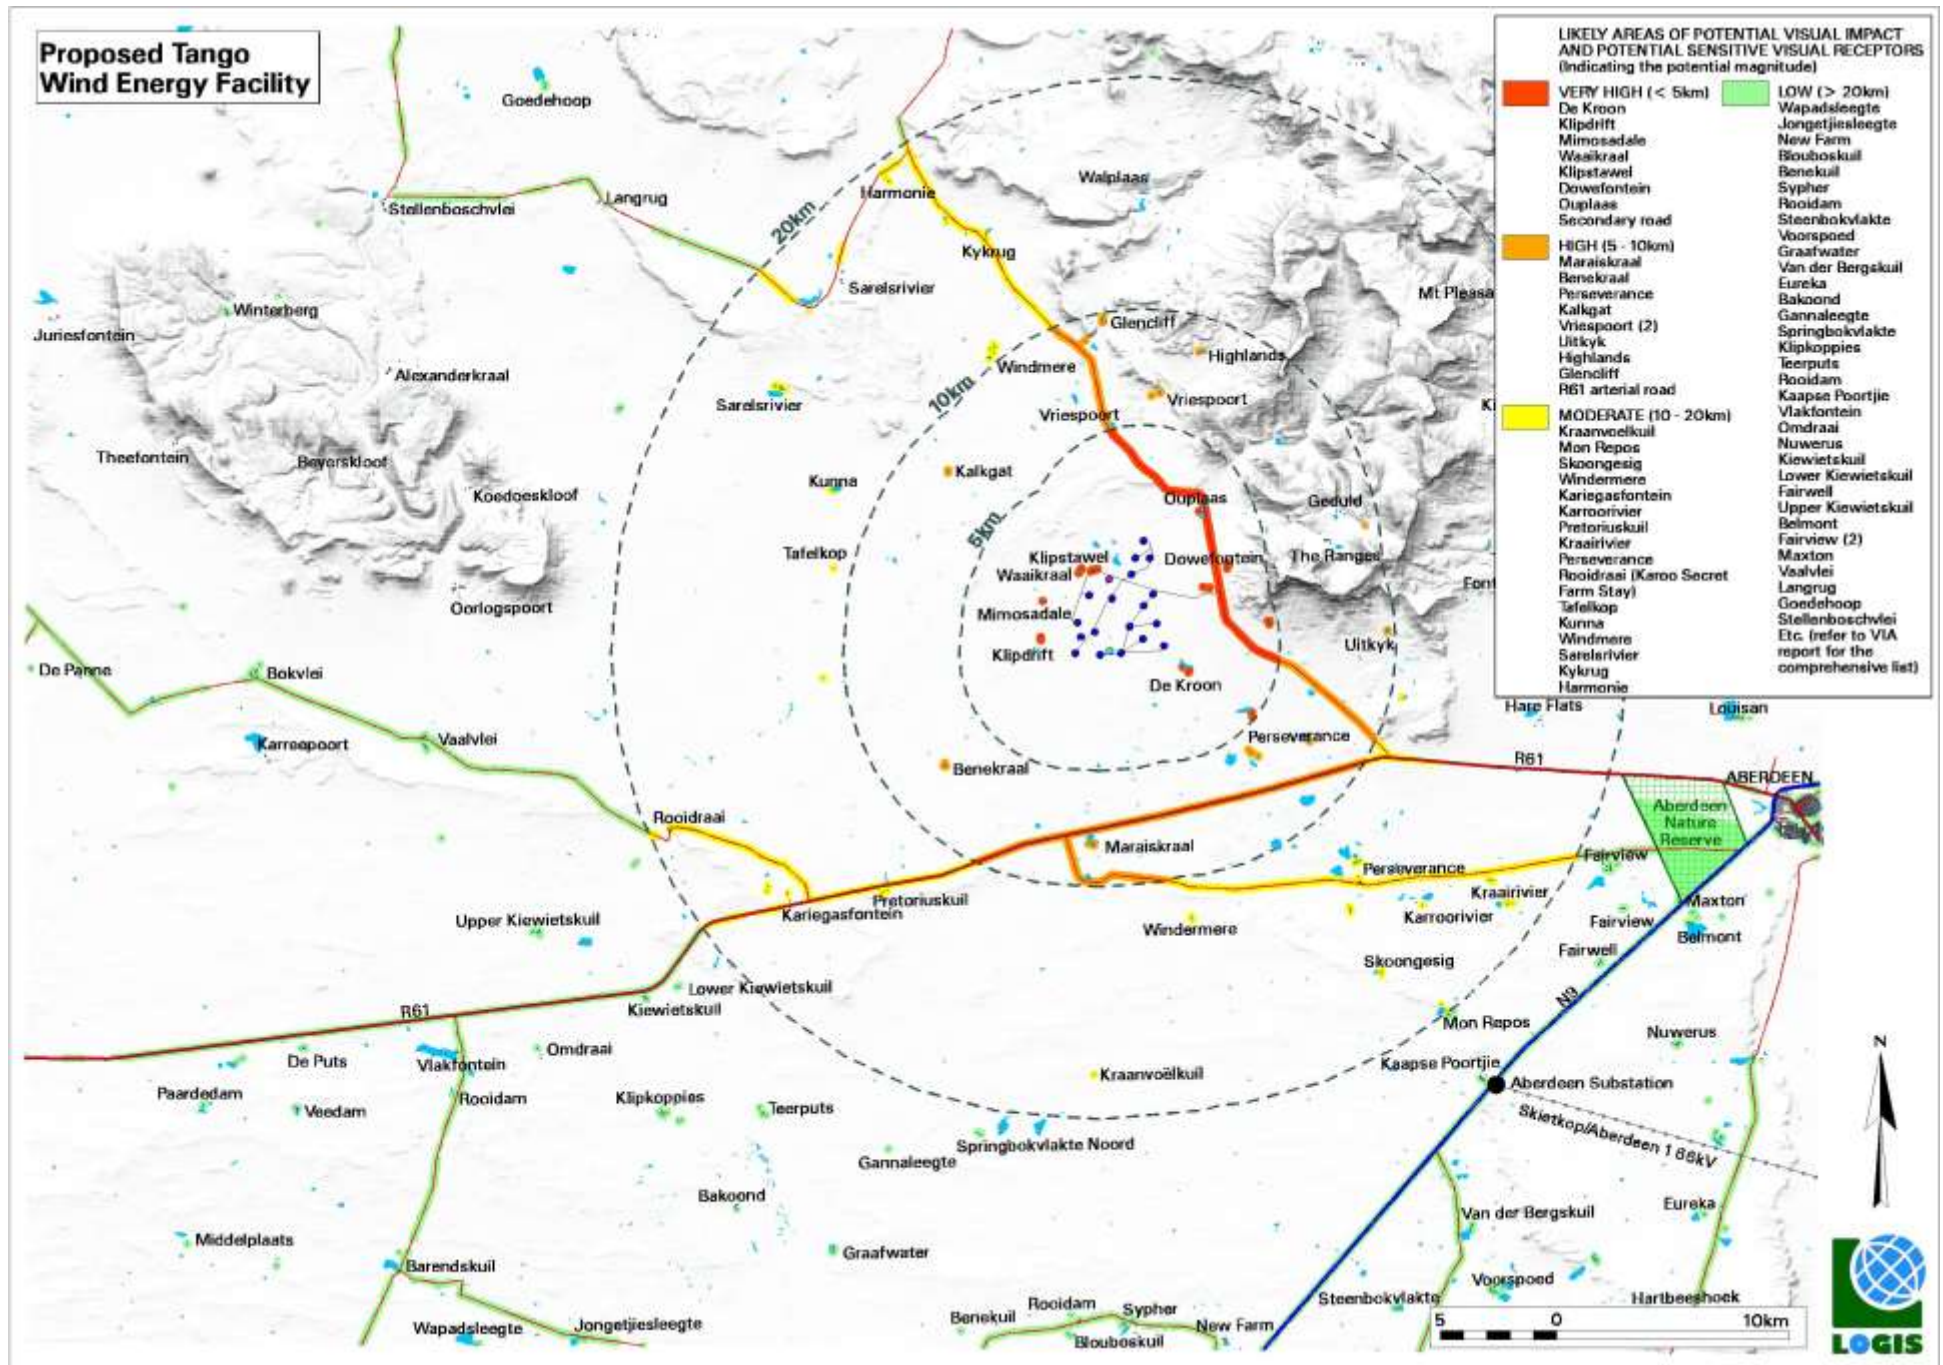 Proposed Tango
Wind Energy Facility
LIKELY AREAS OF POTENTIAL VISUAL IMPACT
AND POTENTIAL SENSITIVE VISUAL RECEPTORS
(Indicating the potential magnitude)
VERY HIGH (< 5km)
De Kroon
Klipdrift
Mimosadale
Waaikraal
Klipstawel
Dowefontein
Ouplaas
Secondary road
HIGH (5 - 10km)
Maraiskraal
Benekraal
Perseverance
Kalkgat
Vriespoort (2)
Uitkyk
Highlands
Glencliff
R61 arterial road
MODERATE (10 - 20km)
Kraanvoelkuil
Mon Repos
Skoongesig
Windermere
Kariegasfontein
Karroorivier
Pretoriuskuil
Kraairivier
Perseverance
Rooidraai (Karoo Secret
Farm Stay)
Tafelkop
Kunna
Windmere
Sarelsrivier
Kykrug
Harmonie
LOW (> 20km)
Wapadsleegte
Jongetjiesleegte
New Farm
Blouboskuil
Benekuil
Sypher
Rooidam
Steenbokvlakte
Voorspoed
Graafwater
Van der Bergskuil
Eureka
Bakoond
Gannaleegte
Springbokvlakte
Klipkoppies
Teerputs
Rooidam
Kaapse Poortjie
Vlakfontein
Omdraai
Nuwerus
Kiewietskuil
Lower Kiewietskuil
Fairwell
Upper Kiewietskuil
Belmont
Fairview (2)
Maxton
Vaalvlei
Langrug
Goedehoop
Stellenboschvlei
Etc. (refer to VIA
report for the
comprehensive list)
Goedehoop
Walplaas
Harmonie
Stellenboschvlei
Langrug
20km
Kykrug
Sarelsrivier
Mt Pleasa
Winterberg
Juriesfontein
Glencliff
Highlands
Windmere
Alexanderkraal
10km
Sarelsrivier
Vriespoort
Vriespoort
Ki
Theefontein
Beyerskloof
Kalkgat
Kunna
Koedoeskloof
Ouplaas
Geduld
5km
Tafelkop
Klipstawel
Dowefontein
The Ranges
Waaikraal
Font
Oorlogspoort
Mimosadale
Uitkyk
Klipdrift
De Panne
Bokvlei
De Kroon
Hare Flats
Louisan
Karreepoort
Vaalvlei
Perseverance
R61
Benekraal
ABERDEEN
Aberdeen
Nature
Reserve
Rooidraai
Maraiskraal
Fairview
Perseverance
Kraairivier
Pretoriuskuil
Maxton
Kariegasfontein
Karroorivier
Fairview
Upper Kiewietskuil
Windermere
Belmont
Fairwell
Skoongesig
Lower Kiewietskuil
N9
R61
Kiewietskuil
Mon Repos
Nuwerus
N
Omdraai
De Puts
Vlakfontein
Kaapse Poortjie
Kraanvoëlkuil
Aberdeen Substation
Paardedam
Rooidam
Klipkoppies
Teerputs
Veedam
Skietkop/Aberdeen 1 66kV
Springbokvlakte Noord
Gannaleegte
Bakoond
Eureka
Van der Bergskuil
Middelplaats
Graafwater
Barendskuil
Voorspoed
Steenbokvlakte
Hartbeeshoek
Rooidam
Sypher
Benekuil
New Farm
Wapadsleegte
Jongetjiesleegte
Blouboskuil
5 0 10km
LOGIS